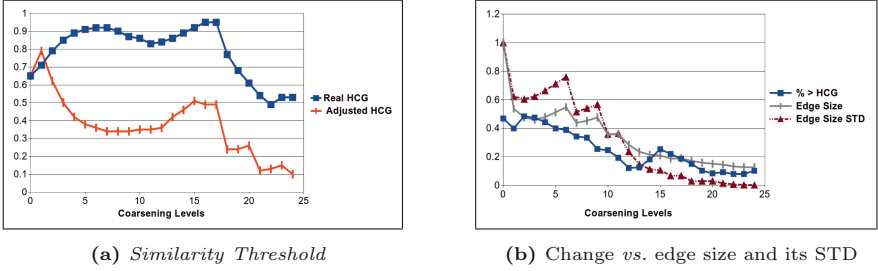 1
0.9
0.8
0.7
0.6
0.5
0.4
0.3
0.2
0.1
0
0 5 10 15 20 25
Coarsening Levels
Real HCG
Adjusted HCG
(a) Similarity Threshold
1.2
1
0.8
0.6
0.4
0.2
0
0 5 10 15 20 25
Coarsening Levels
% > HCG
Edge Size
Edge Size STD
(b) Change vs. edge size and its STD